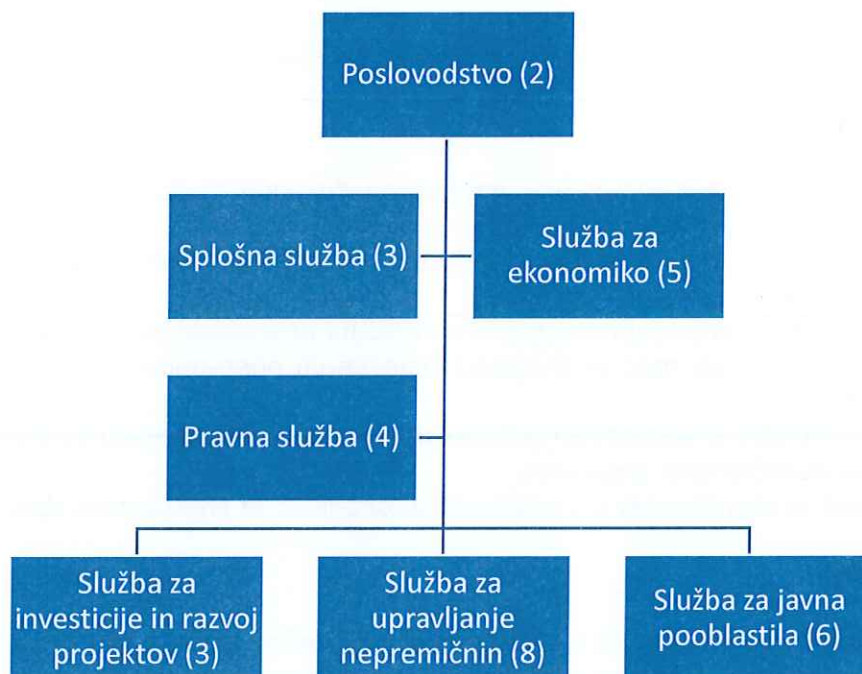 Poslovodstvo (2)
Splošna služba (3)
Služba za
ekonomiko (5)
Pravna služba (4)
Služba za
investicije in razvoj
projektov (3)
Služba za
upravljanje
nepremičnin (8)
Služba za javna
pooblastila (6)